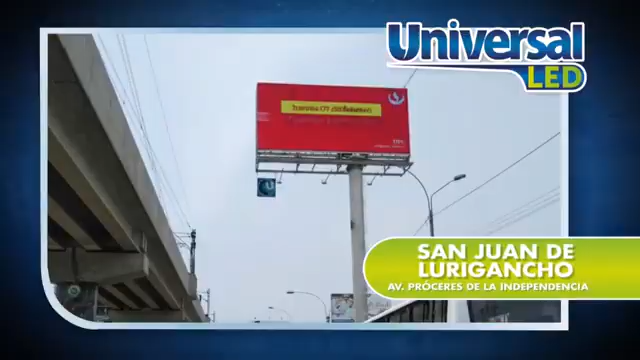 Universal
LED
SAN JUAN DE
LURIGANCHO
AV. PRÓCERES DE LA INDEPENDENCIA